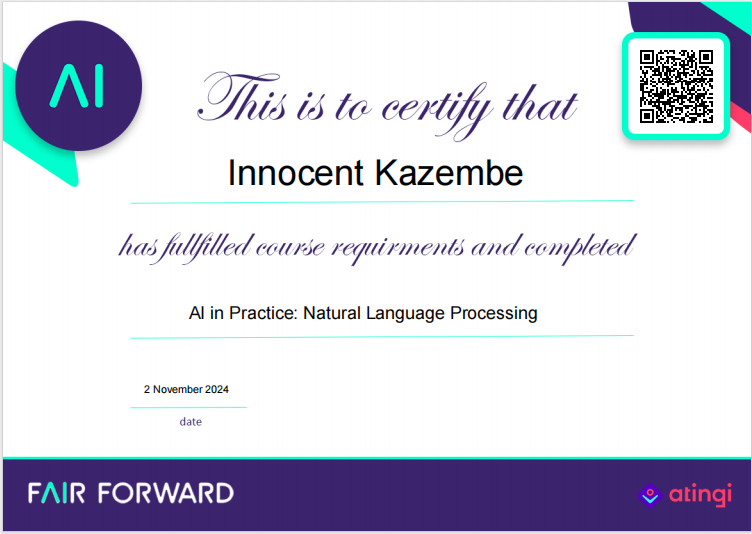 AI
This is to certify that
Innocent Kazembe
has fullfilled course requirments and completed
AI in Practice: Natural Language Processing
2 November 2024
date
FAIR FORWARD
atingi